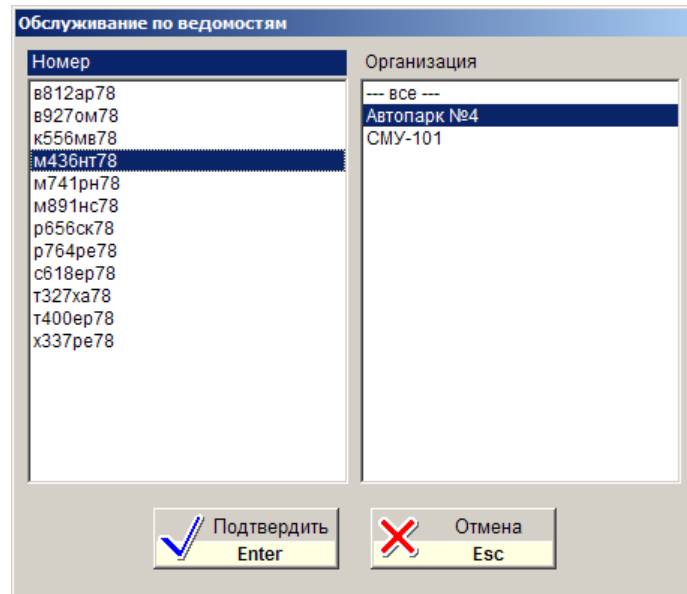 Обслуживание по ведомостям
Номер
в812ар78
в927ом78
к556мв78
м436нт78
м741рн78
м891нс78
р656ск78
р764ре78
с618ер78
т327ха78
т400ер78
х337ре78
Организация
--- все ---
Автопарк №4
СМУ-101
Подтвердить
Enter
Отмена
Esc